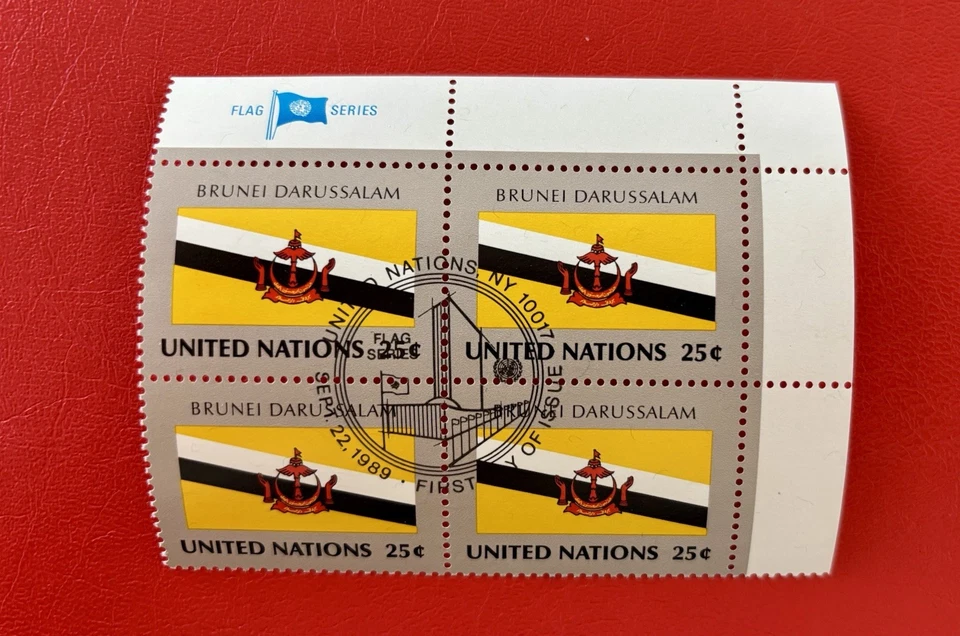 FLAG SERIES
BRUNEI DARUSSALAM
BRUNEI DARUSSALAM
UNITED NATIONS 25¢
UNITED NATIONS 25¢
UNITED NATIONS, NY 10017
FLAG
SERIES
SEP. 22, 1989 · FIRST DAY OF ISSUE
BRUNEI DARUSSALAM
BRUNEI DARUSSALAM
UNITED NATIONS 25¢
UNITED NATIONS 25¢